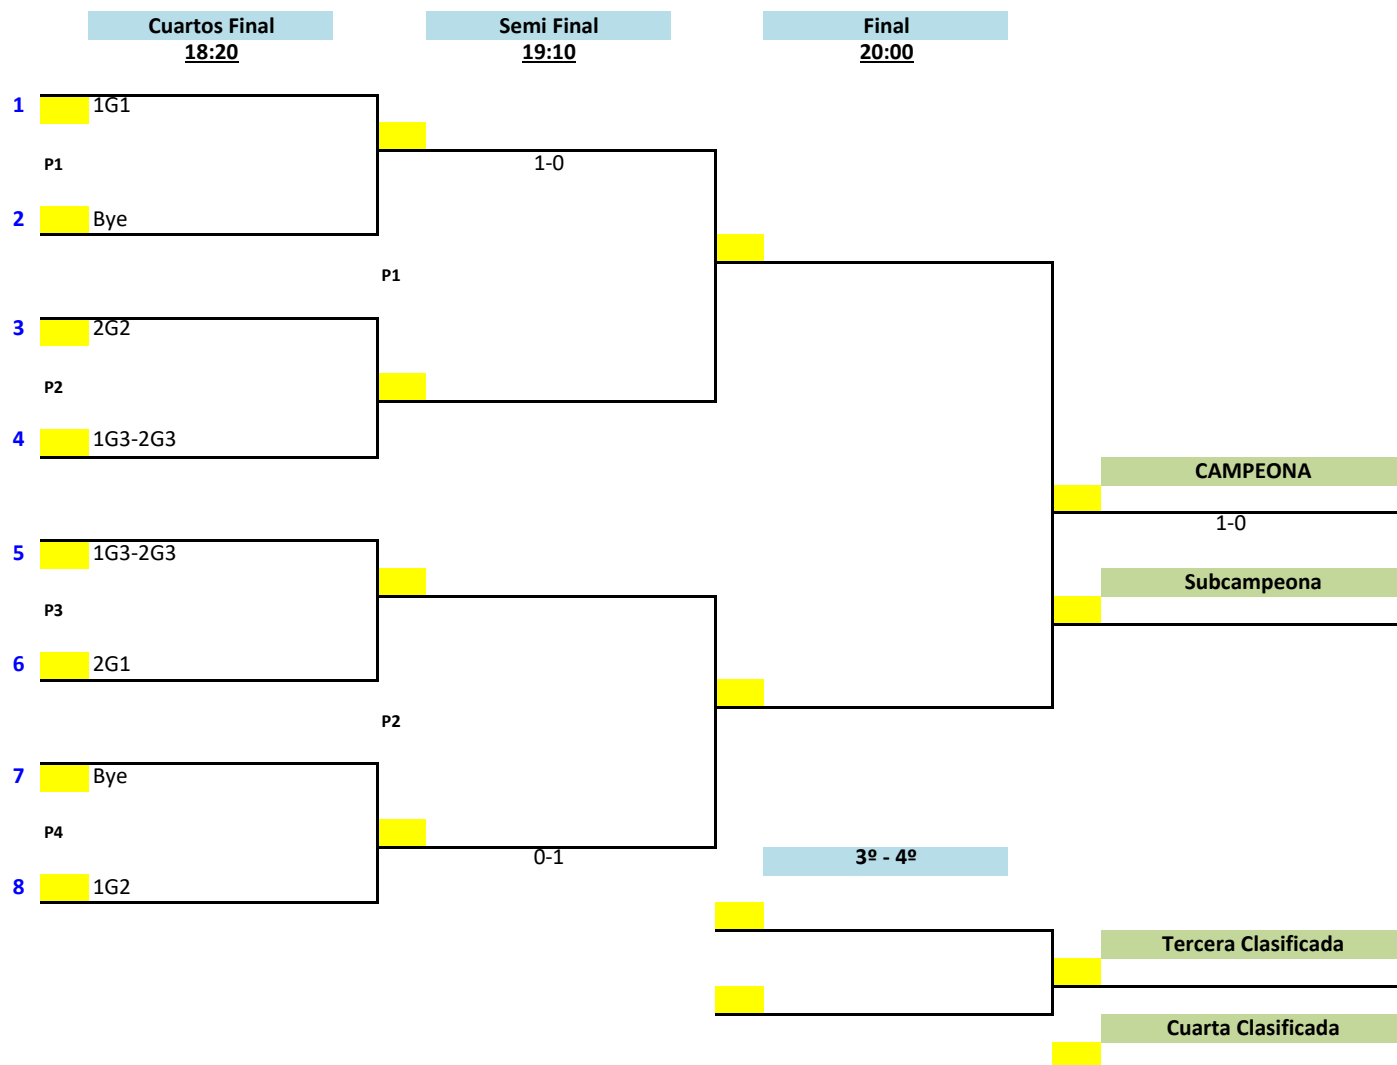 Cuartos Final Semi Final Final
18:20 19:10 20:00
1 1G1
P1 1-0
2 Bye
P1
3 2G2
P2
4 1G3-2G3
CAMPEONA
1-0
5 1G3-2G3
Subcampeona
P3
6 2G1
P2
7 Bye
P4
0-1 3º - 4º
8 1G2
Tercera Clasificada
Cuarta Clasificada